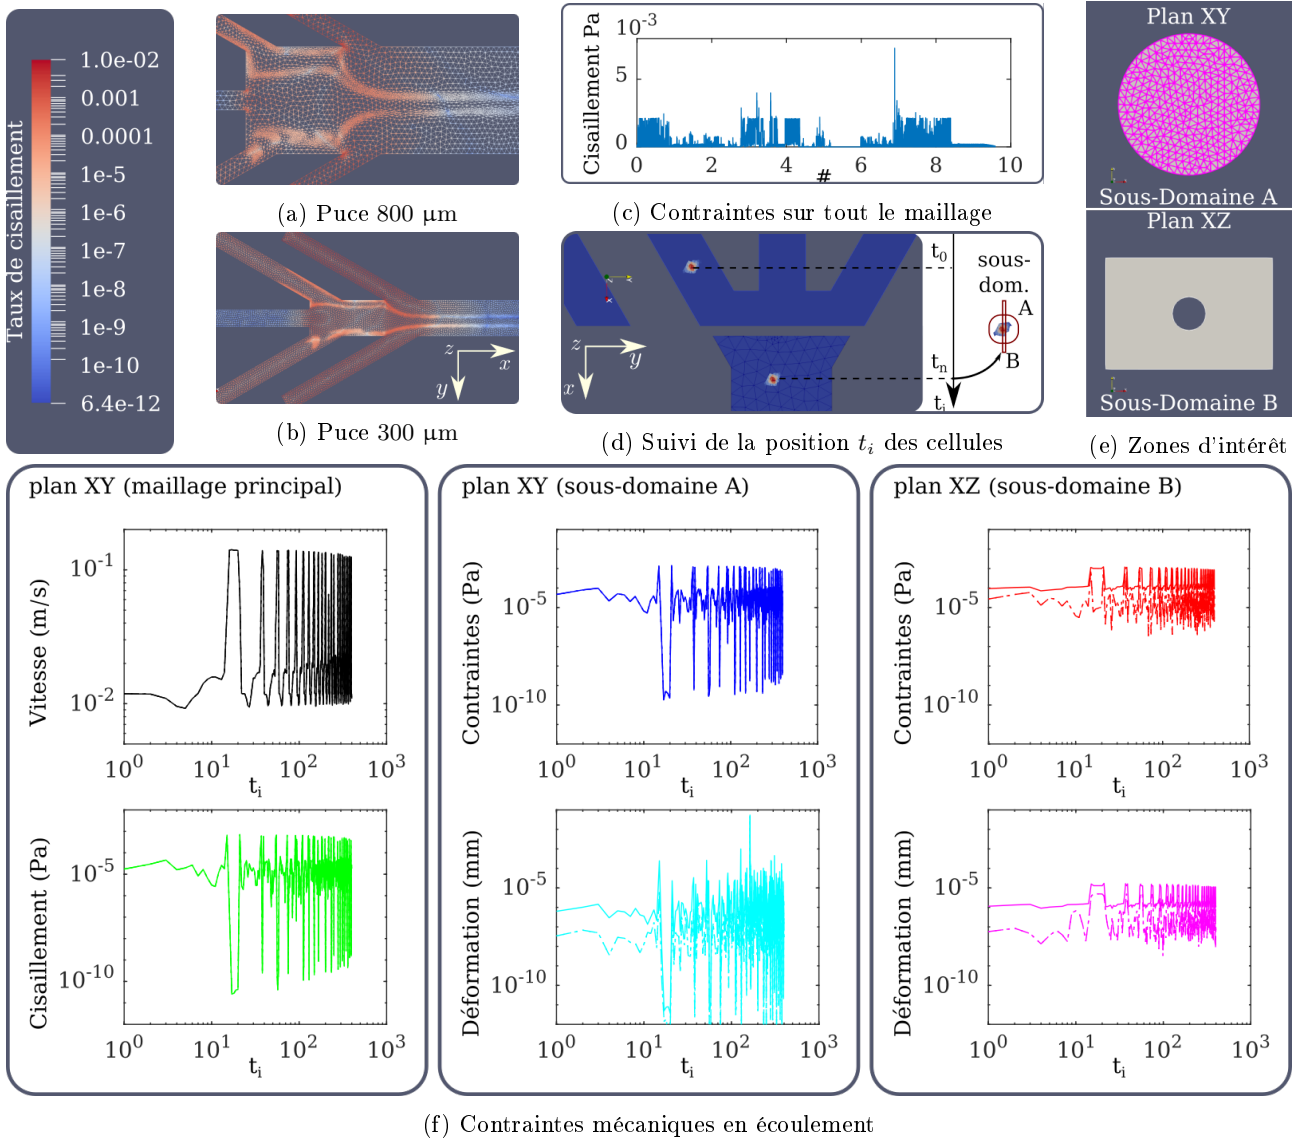 Taux de cisaillement
1.0e-02
0.001
0.0001
1e-5
1e-6
1e-7
1e-8
1e-9
1e-10
6.4e-12
(a) Puce 800 μm
z
x
y
(b) Puce 300 μm
Cisaillement Pa
10⁻³
5
0
0 2 4 6 8 10
#
(c) Contraintes sur tout le maillage
z
y
x
t₀
sous-
dom.
A
B
tₙ
tᵢ
(d) Suivi de la position tᵢ des cellules
Plan XY
Sous-Domaine A
Plan XZ
Sous-Domaine B
(e) Zones d'intérêt
plan XY (maillage principal)
Vitesse (m/s)
10⁻¹
10⁻²
10⁰ 10¹ 10² 10³
tᵢ
Cisaillement (Pa)
10⁻⁵
10⁻¹⁰
10⁰ 10¹ 10² 10³
tᵢ
plan XY (sous-domaine A)
Contraintes (Pa)
10⁻⁵
10⁻¹⁰
10⁰ 10¹ 10² 10³
tᵢ
Déformation (mm)
10⁻⁵
10⁻¹⁰
10⁰ 10¹ 10² 10³
tᵢ
plan XZ (sous-domaine B)
Contraintes (Pa)
10⁻⁵
10⁻¹⁰
10⁰ 10¹ 10² 10³
tᵢ
Déformation (mm)
10⁻⁵
10⁻¹⁰
10⁰ 10¹ 10² 10³
tᵢ
(f) Contraintes mécaniques en écoulement